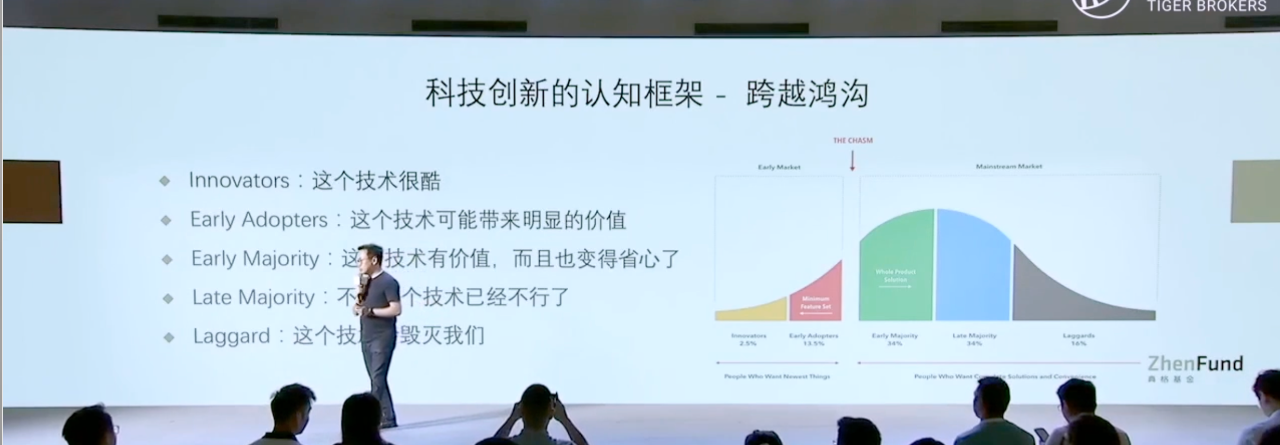 TIGER BROKERS
科技创新的认知框架 - 跨越鸿沟
Innovators：这个技术很酷
Early Adopters：这个技术可能带来明显的价值
Early Majority：这 技术有价值，而且也变得省心了
Late Majority：不 个技术已经不行了
Laggard：这个技 毁灭我们
THE CHASM
Early Market
Mainstream Market
Whole Product
Solution
Minimum
Feature Set
Innovators
2.5%
Early Adopters
13.5%
Early Majority
34%
Late Majority
34%
Laggards
16%
People Who Want Newest Things
People Who Want Solutions and Convenience
ZhenFund
真格基金